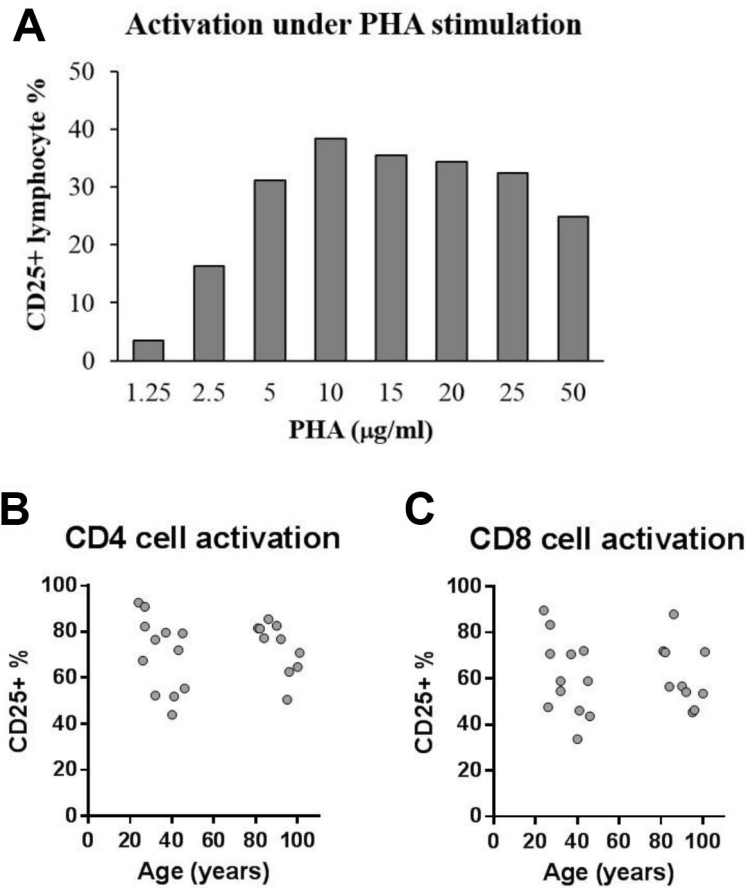 A
Activation under PHA stimulation
CD25+ lymphocyte %
50
40
30
20
10
0
1.25 2.5 5 10 15 20 25 50
PHA (μg/ml)
B
CD4 cell activation
CD25+ %
100
80
60
40
20
0
0 20 40 60 80 100
Age (years)
C
CD8 cell activation
CD25+ %
100
80
60
40
20
0
0 20 40 60 80 100
Age (years)